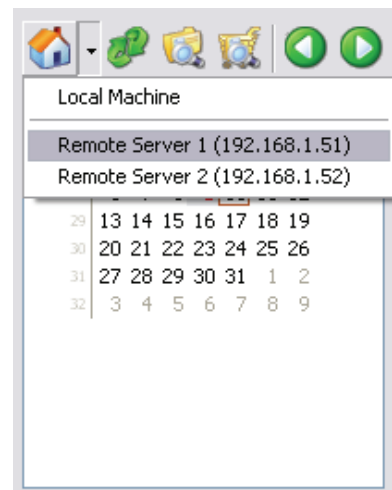 Local Machine
Remote Server 1 (192.168.1.51)
Remote Server 2 (192.168.1.52)
29 13 14 15 16 17 18 19
30 20 21 22 23 24 25 26
31 27 28 29 30 31 1 2
32 3 4 5 6 7 8 9